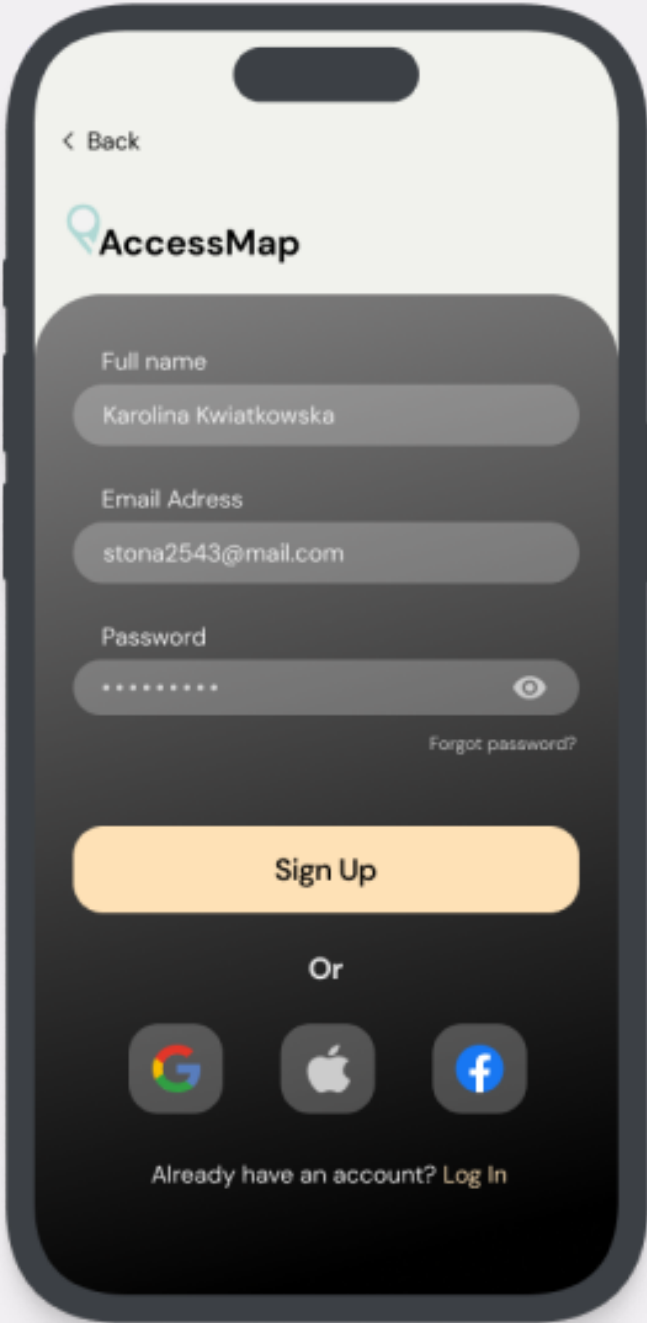 Back
AccessMap
Full name
Karolina Kwiatkowska
Email Adress
stona2543@mail.com
Password
•••••••••
Forgot password?
Sign Up
Or
Already have an account? Log In